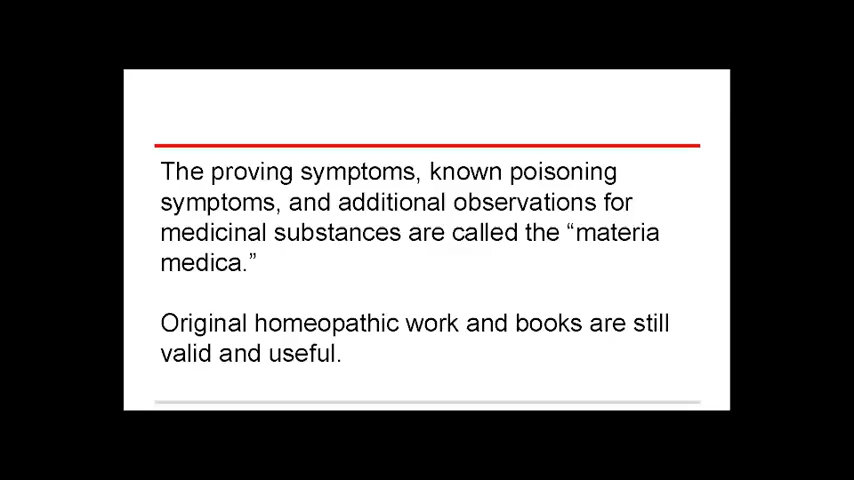 The proving symptoms, known poisoning
symptoms, and additional observations for
medicinal substances are called the “materia
medica.”
Original homeopathic work and books are still
valid and useful.